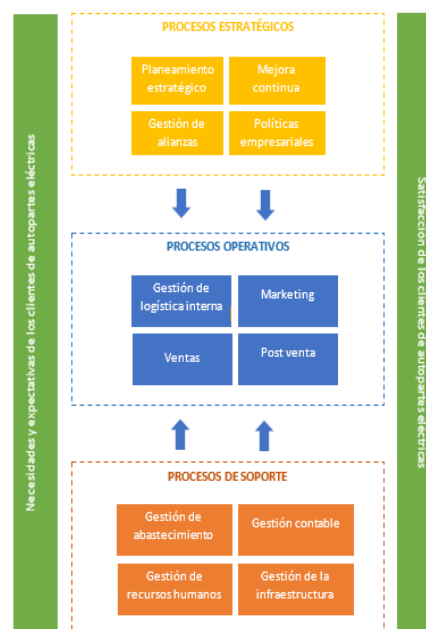 Necesidades y expectativas de los clientes de autopartes eléctricas
PROCESOS ESTRATÉGICOS
Planeamiento
estratégico
Mejora
continua
Gestión de
alianzas
Políticas
empresariales
PROCESOS OPERATIVOS
Gestión de
logística interna
Marketing
Ventas
Post venta
PROCESOS DE SOPORTE
Gestión de
abastecimiento
Gestión contable
Gestión de
recursos humanos
Gestión de la
infraestructura
Satisfacción de los clientes de autopartes eléctricas